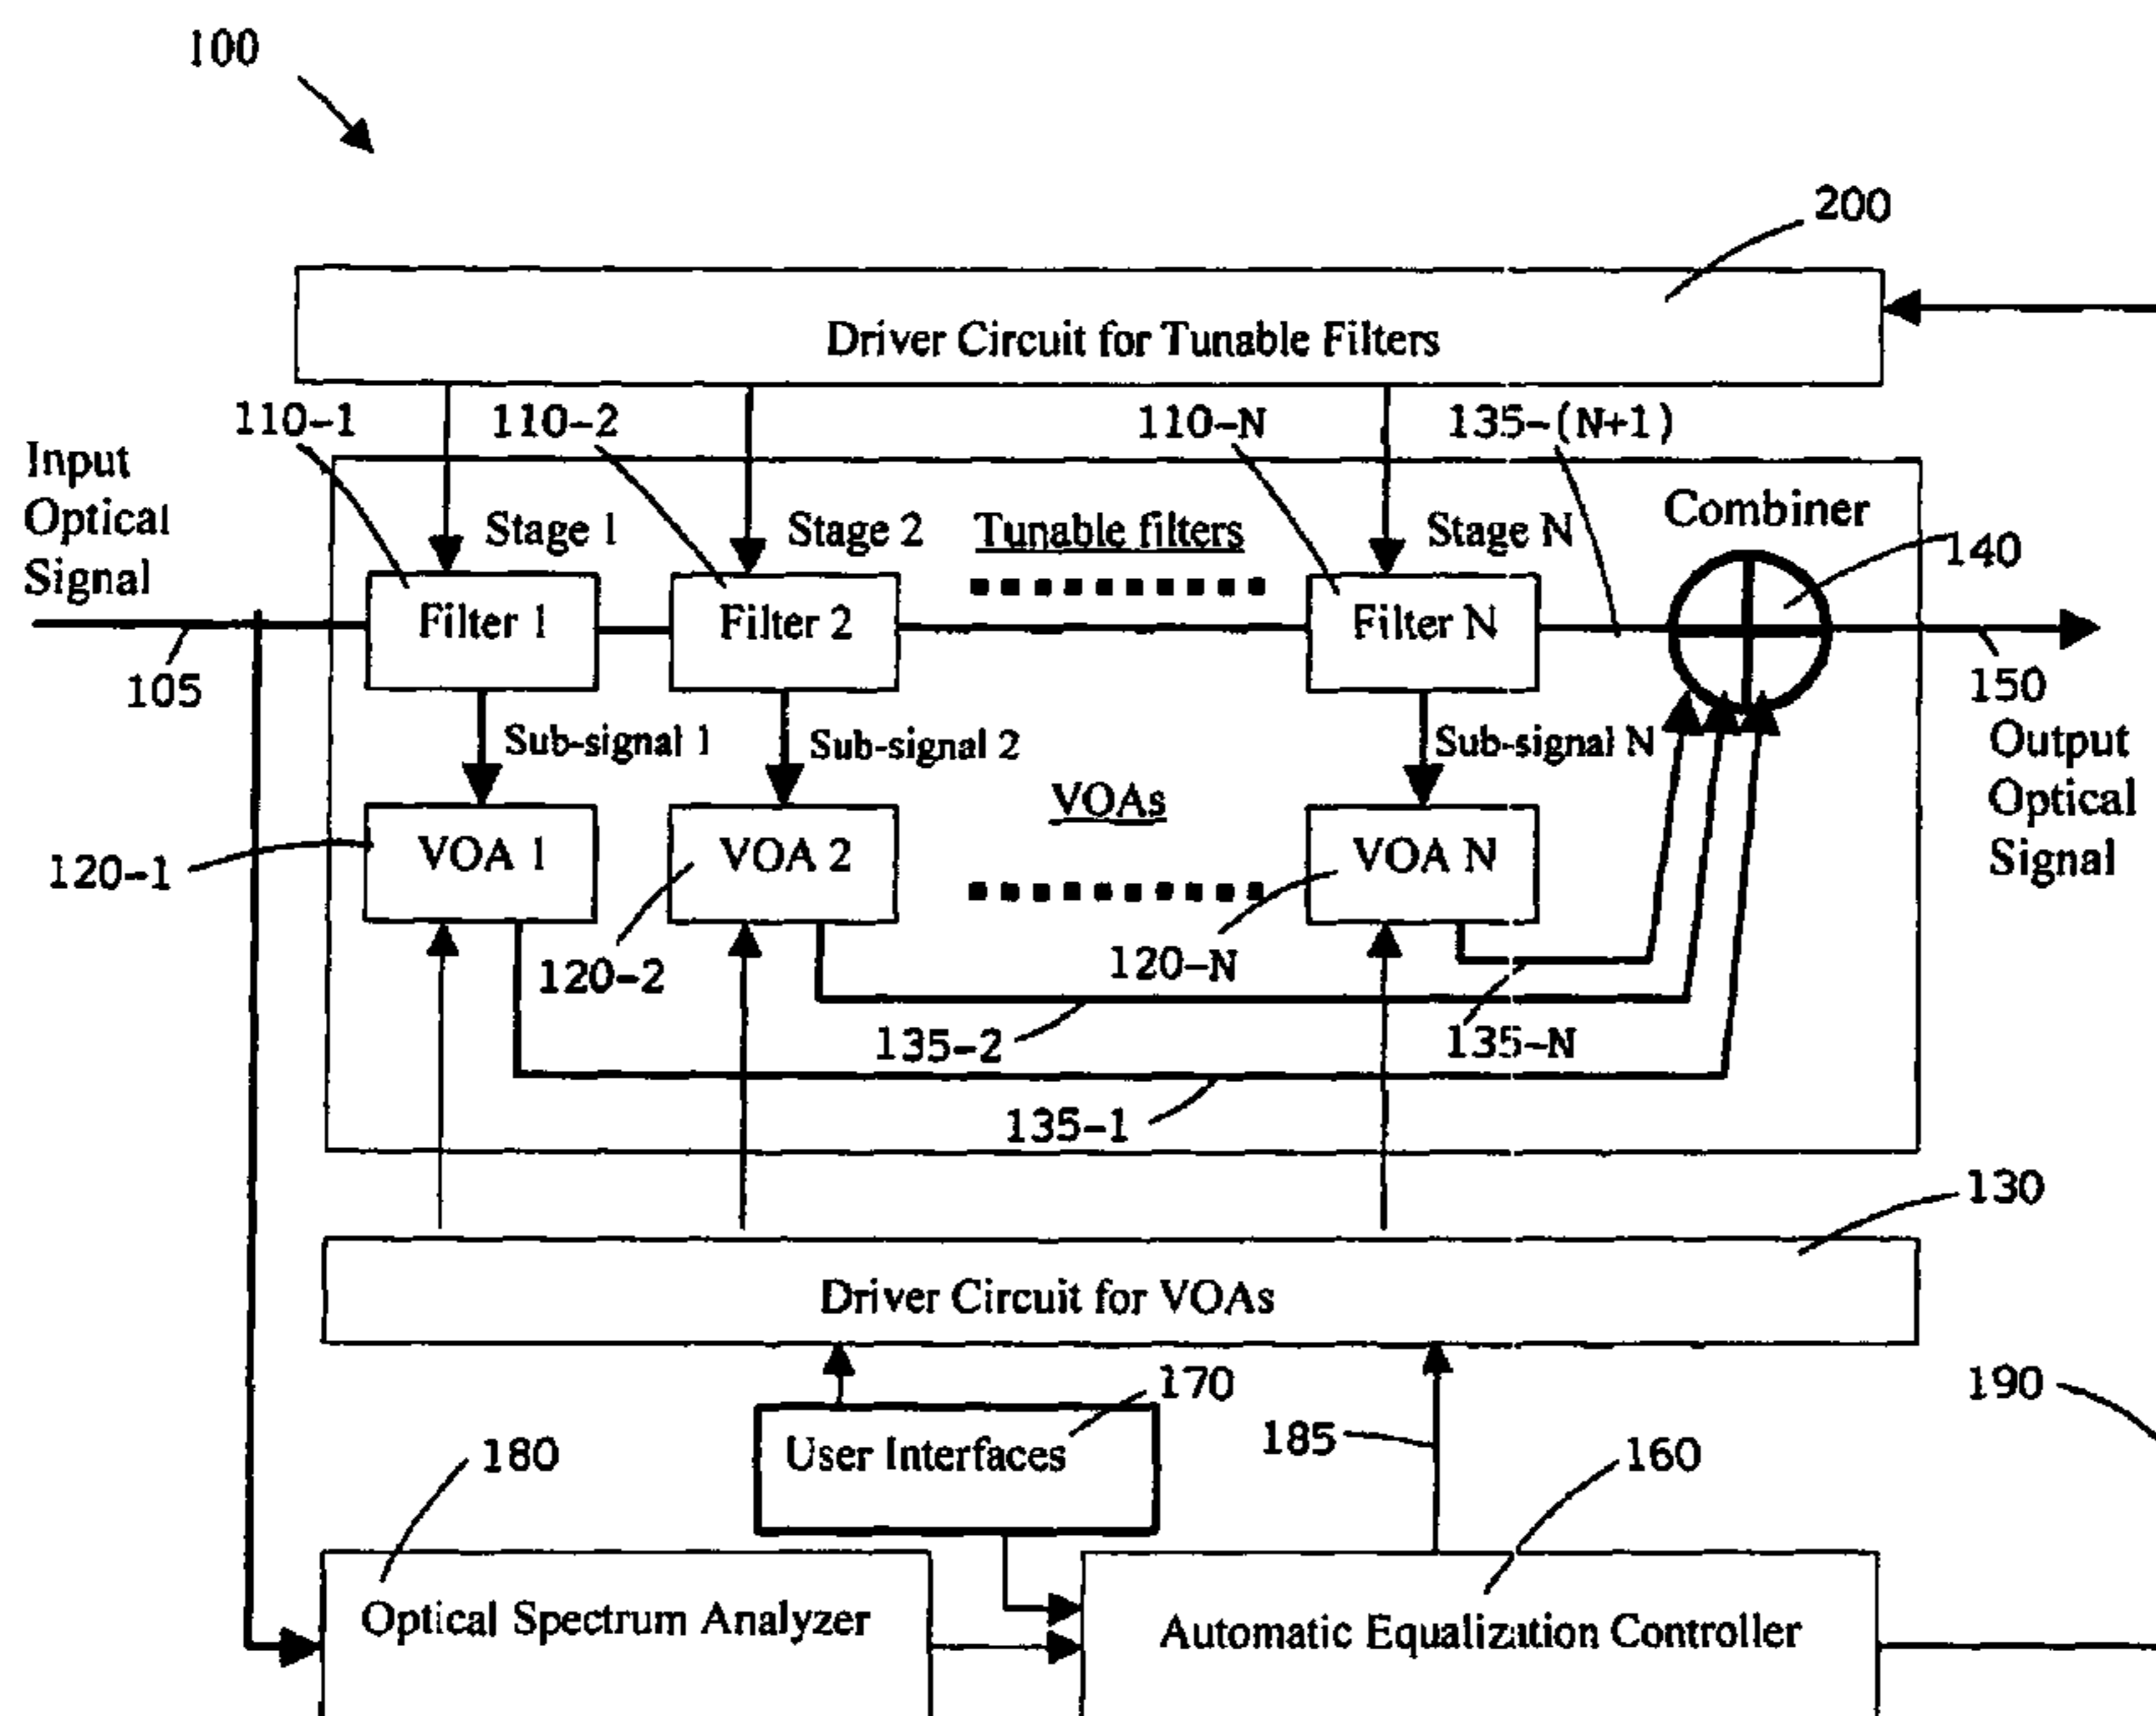 100
200
Driver Circuit for Tunable Filters
110-1
110-2
110-N
135-(N+1)
Input
Optical
Signal
Stage 1
Stage 2
Tunable filters
Stage N
Combiner
140
Filter 1
Filter 2
Filter N
105
150
Sub-signal 1
Sub-signal 2
Sub-signal N
Output
Optical
Signal
VOAs
VOA 1
VOA 2
VOA N
120-1
120-2
120-N
135-2
135-N
135-1
130
Driver Circuit for VOAs
170
190
User Interfaces
185
160
180
Optical Spectrum Analyzer
Automatic Equalization Controller